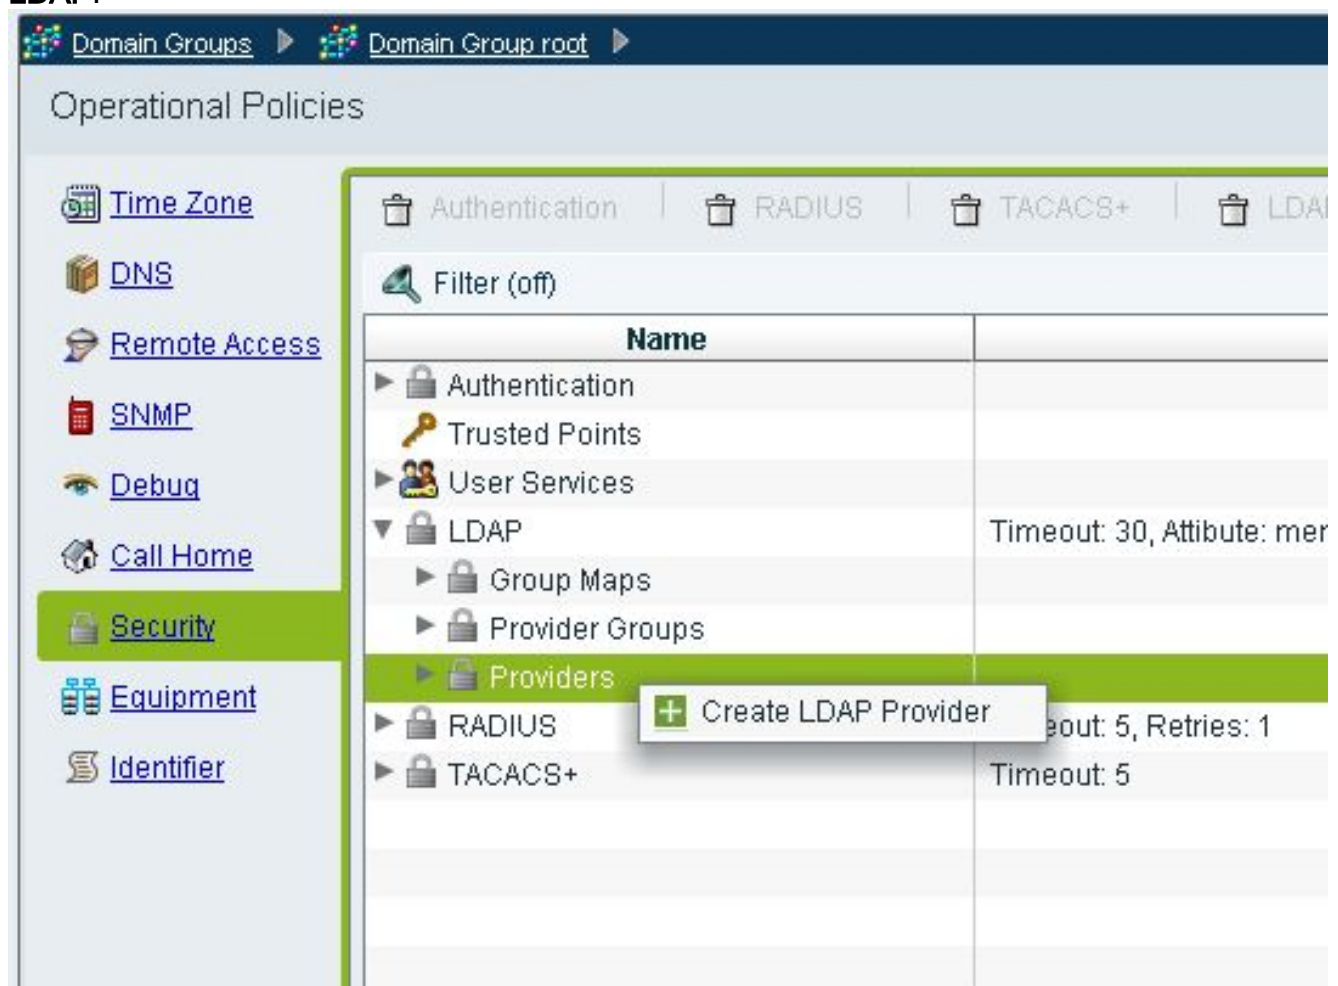 Domain Groups Domain Group root
Operational Policies
Time Zone
DNS
Remote Access
SNMP
Debug
Call Home
Security
Equipment
Identifier
Authentication RADIUS TACACS+
Filter (off)
Name
Authentication
Trusted Points
User Services
LDAP Timeout: 30, Attibute:
Group Maps
Provider Groups
Providers
Create LDAP Provider
RADIUS Retries: 1
TACACS+ Timeout: 5